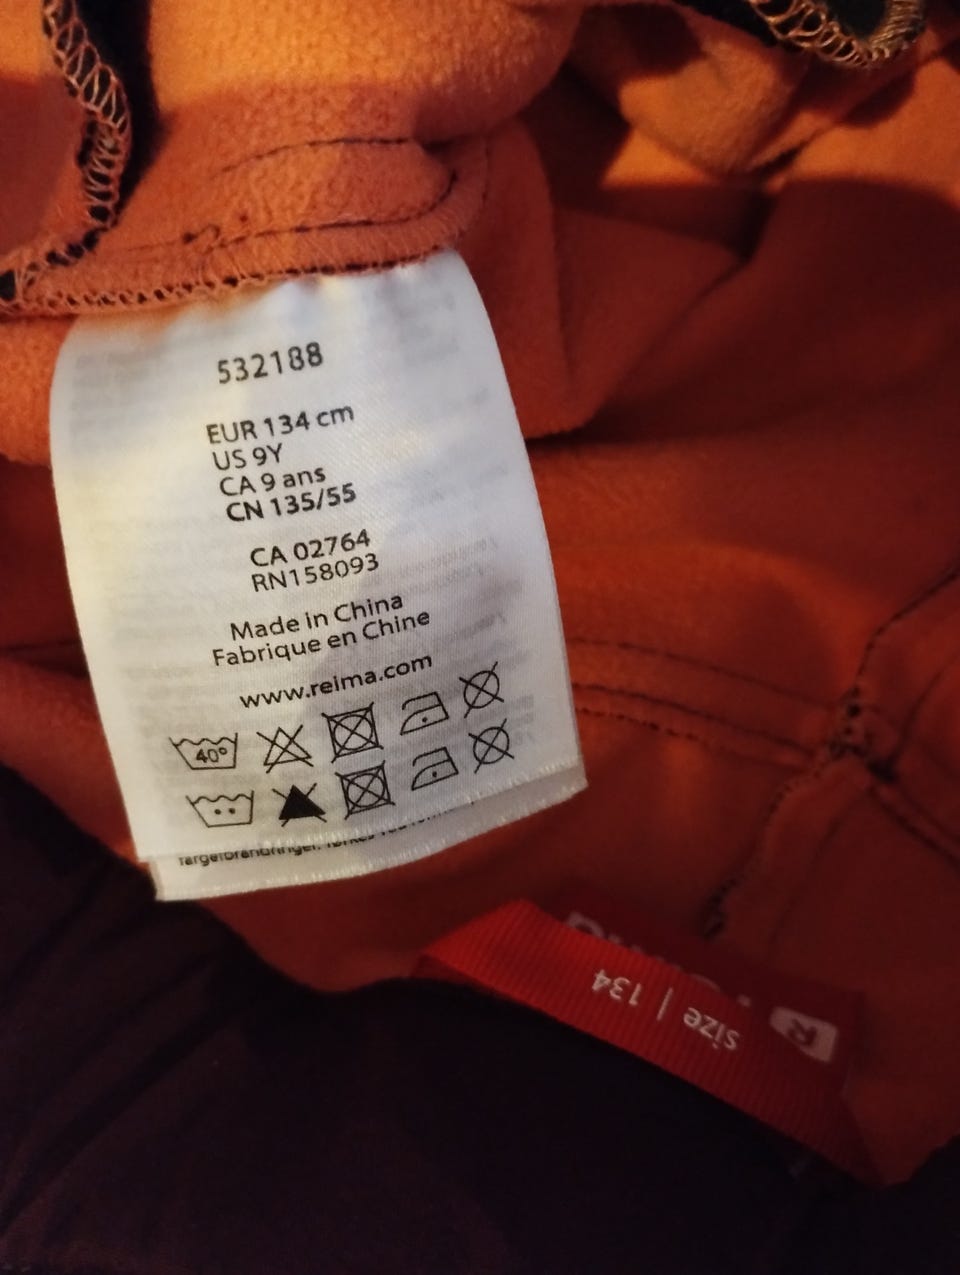 532188
EUR 134 cm
US 9Y
CA 9 ans
CN 135/55
CA 02764
RN158093
Made in China
Fabrique en Chine
www.reima.com
40°
size | 134
R